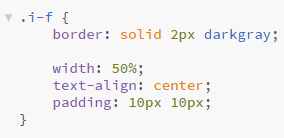 .i-f {
border: solid 2px darkgray;
width: 50%;
text-align: center;
padding: 10px 10px;
}